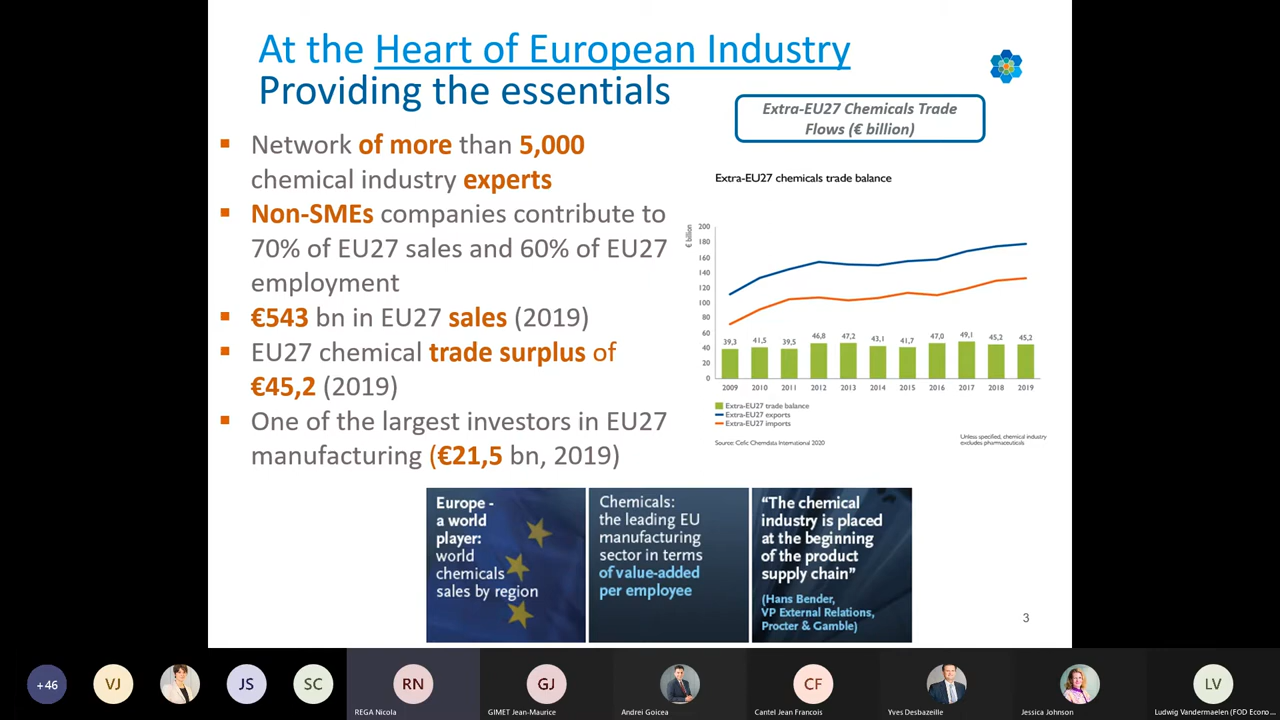 At the Heart of European Industry
Providing the essentials
Extra-EU27 Chemicals Trade
Flows (€ billion)
▪ Network of more than 5,000
chemical industry experts
▪ Non-SMEs companies contribute to
70% of EU27 sales and 60% of EU27
employment
▪ €543 bn in EU27 sales (2019)
▪ EU27 chemical trade surplus of
€45,2 (2019)
▪ One of the largest investors in EU27
manufacturing (€21,5 bn, 2019)
Extra-EU27 chemicals trade balance
€ billion
200
180
160
140
120
100
80
60
40
20
0
39,3 41,5 39,5 46,8 47,2 43,1 41,7 47,0 49,1 45,2 45,2
2009 2010 2011 2012 2013 2014 2015 2016 2017 2018 2019
Extra-EU27 trade balance
Extra-EU27 exports
Extra-EU27 imports
Source: Cefic Chemdata International 2020
Unless specified, chemical industry
excludes pharmaceuticals
Europe -
a world
player:
world
chemicals
sales by region
Chemicals:
the leading EU
manufacturing
sector in terms
of value-added
per employee
“The chemical
industry is placed
at the beginning
of the product
supply chain”
(Hans Bender,
VP External Relations,
Procter & Gamble)
3
+46 VJ JS SC RN GJ CF LV
REGA Nicola GIMET Jean-Maurice Andrei Goicea Cantel Jean Francois Yves Desbazeille Jessica Johnson Ludwig Vandermaelen (FOD Econo...